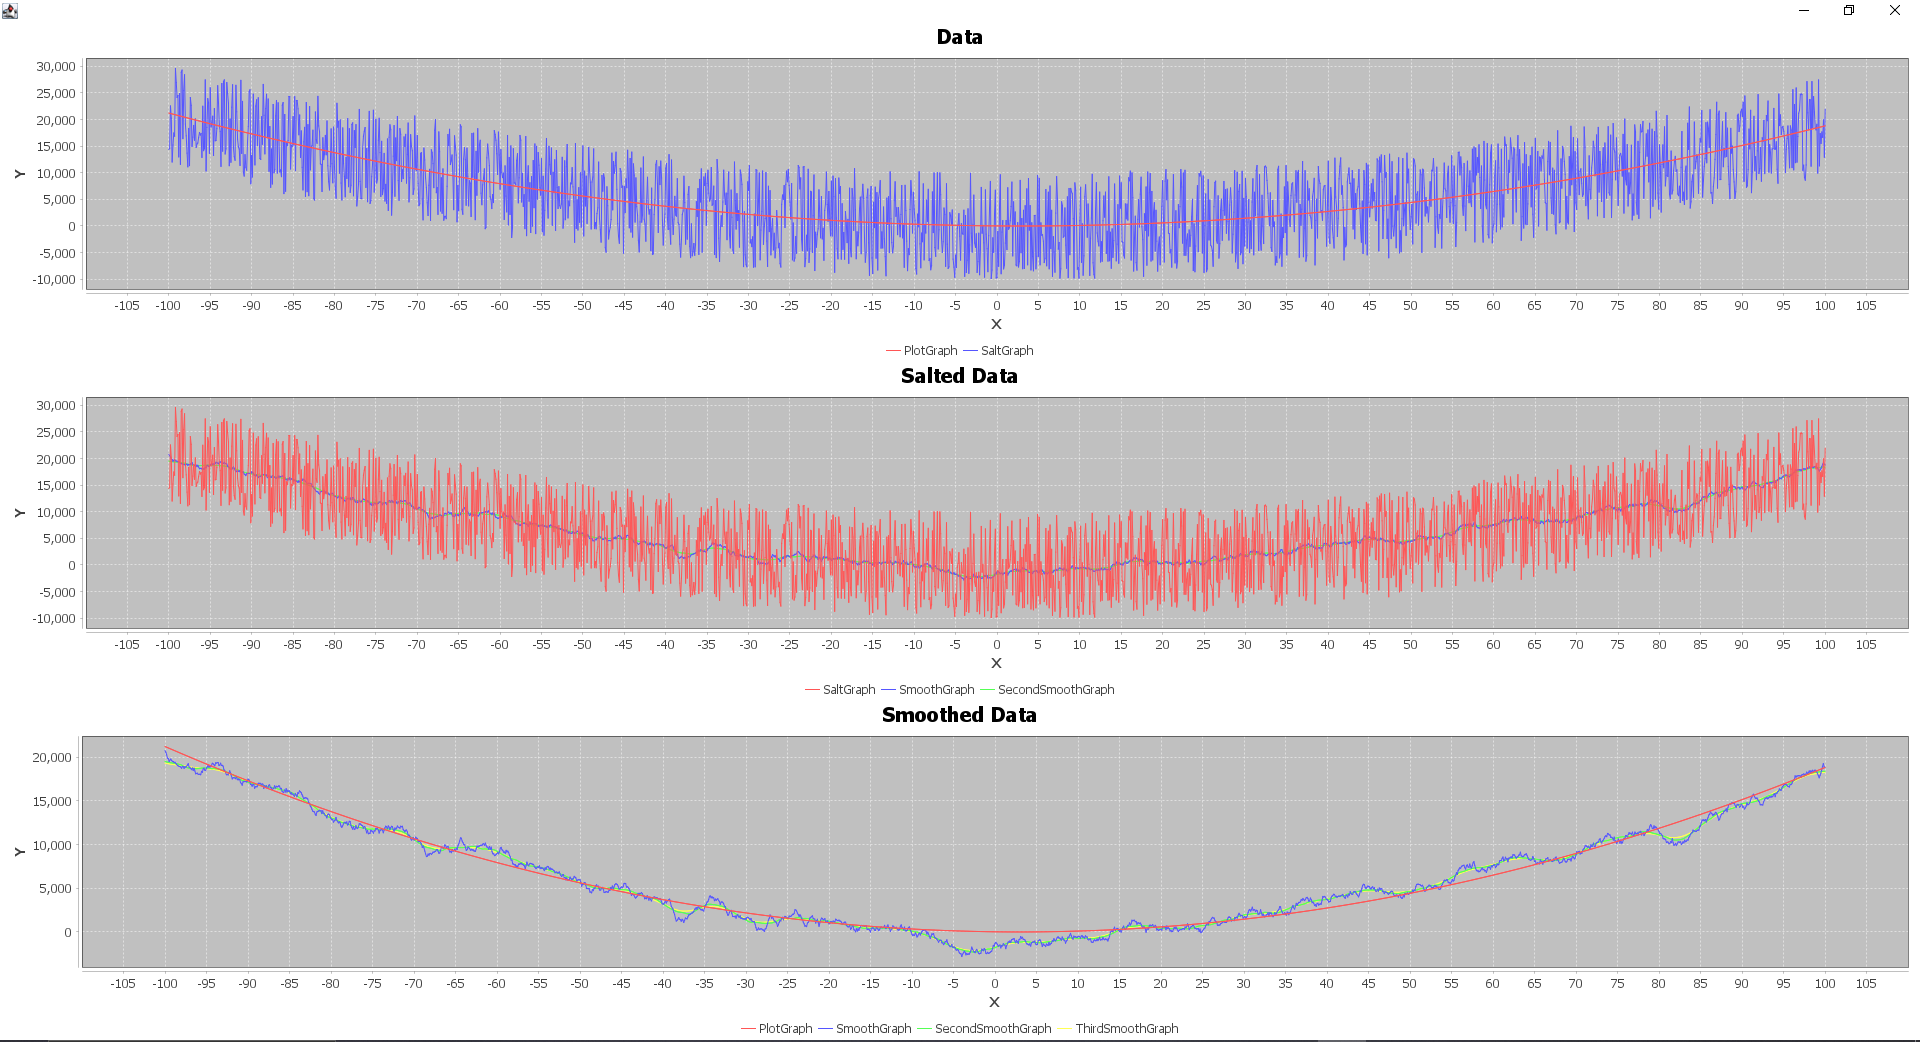 Data
30,000
25,000
20,000
15,000
10,000
5,000
0
-5,000
-10,000
Y
-105 -100 -95 -90 -85 -80 -75 -70 -65 -60 -55 -50 -45 -40 -35 -30 -25 -20 -15 -10 -5 0 5 10 15 20 25 30 35 40 45 50 55 60 65 70 75 80 85 90 95 100 105
X
PlotGraph SaltGraph
Salted Data
30,000
25,000
20,000
15,000
10,000
5,000
0
-5,000
-10,000
Y
-105 -100 -95 -90 -85 -80 -75 -70 -65 -60 -55 -50 -45 -40 -35 -30 -25 -20 -15 -10 -5 0 5 10 15 20 25 30 35 40 45 50 55 60 65 70 75 80 85 90 95 100 105
X
SaltGraph SmoothGraph SecondSmoothGraph
Smoothed Data
20,000
15,000
10,000
5,000
0
Y
-105 -100 -95 -90 -85 -80 -75 -70 -65 -60 -55 -50 -45 -40 -35 -30 -25 -20 -15 -10 -5 0 5 10 15 20 25 30 35 40 45 50 55 60 65 70 75 80 85 90 95 100 105
X
PlotGraph SmoothGraph SecondSmoothGraph ThirdSmoothGraph